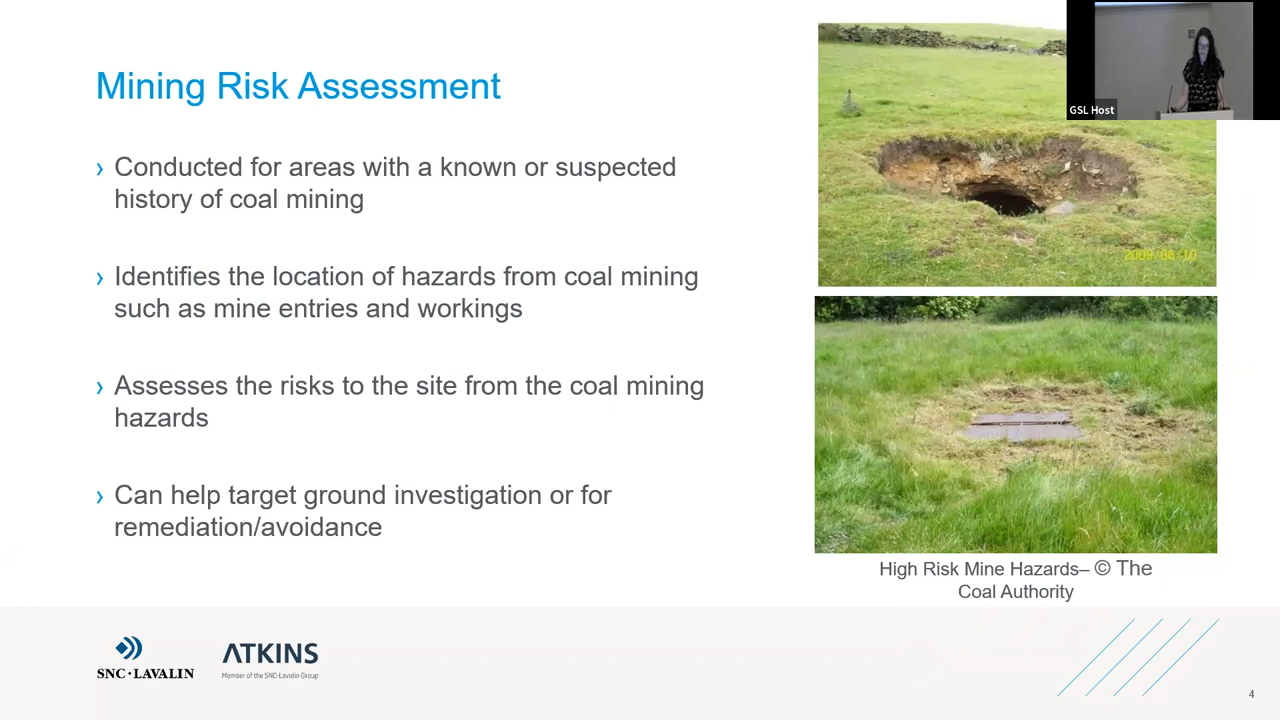 GSL Host
Mining Risk Assessment
› Conducted for areas with a known or suspected
history of coal mining
› Identifies the location of hazards from coal mining
such as mine entries and workings
› Assesses the risks to the site from the coal mining
hazards
› Can help target ground investigation or for
remediation/avoidance
2009/06/10
High Risk Mine Hazards– © The
Coal Authority
SNC·LAVALIN
ATKINS
Member of the SNC-Lavalin Group
4